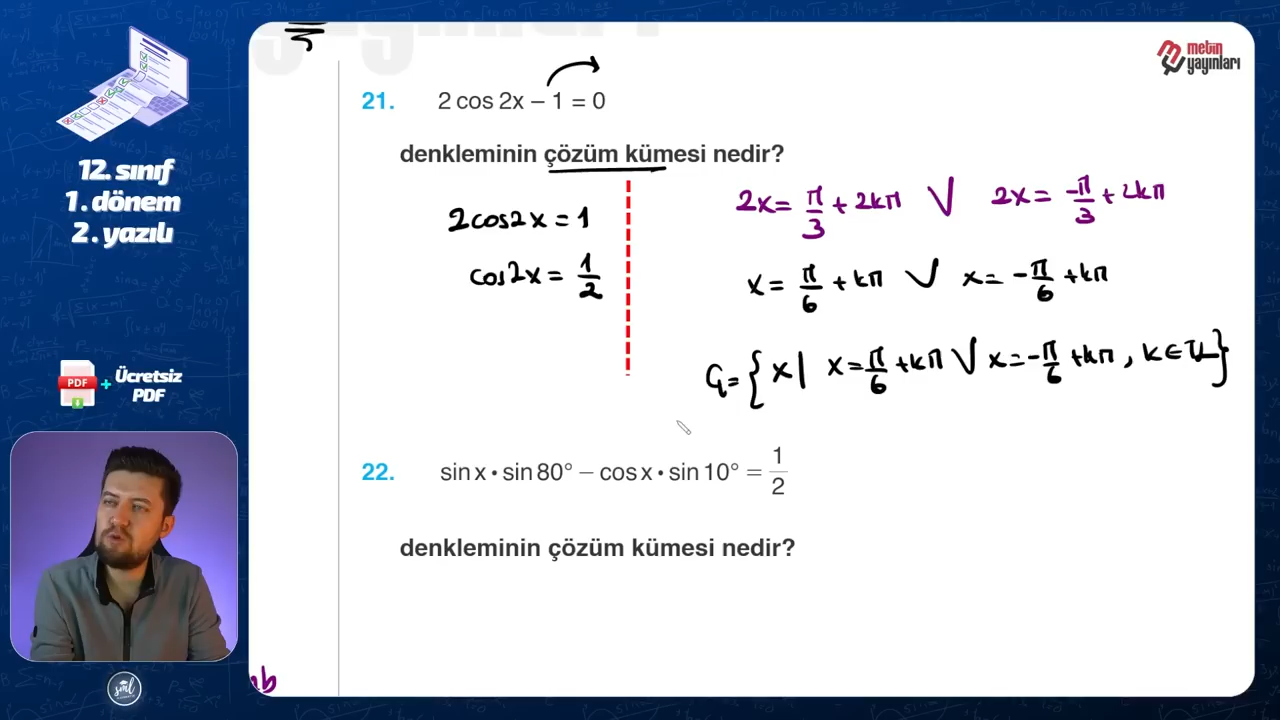 metin
yayınları
12. sınıf
1. dönem
2. yazılı
PDF + Ücretsiz
PDF
21. 2 cos 2x − 1 = 0
denkleminin çözüm kümesi nedir?
2cos2x = 1
cos2x = 1/2
2x = π/3 + 2kπ ∨ 2x = -π/3 + 2kπ
x = π/6 + kπ ∨ x = -π/6 + kπ
Ç = { x | x = π/6 + kπ ∨ x = -π/6 + kπ, k ∈ Z }
22. sin x • sin 80° − cos x • sin 10° = 1/2
denkleminin çözüm kümesi nedir?
sml